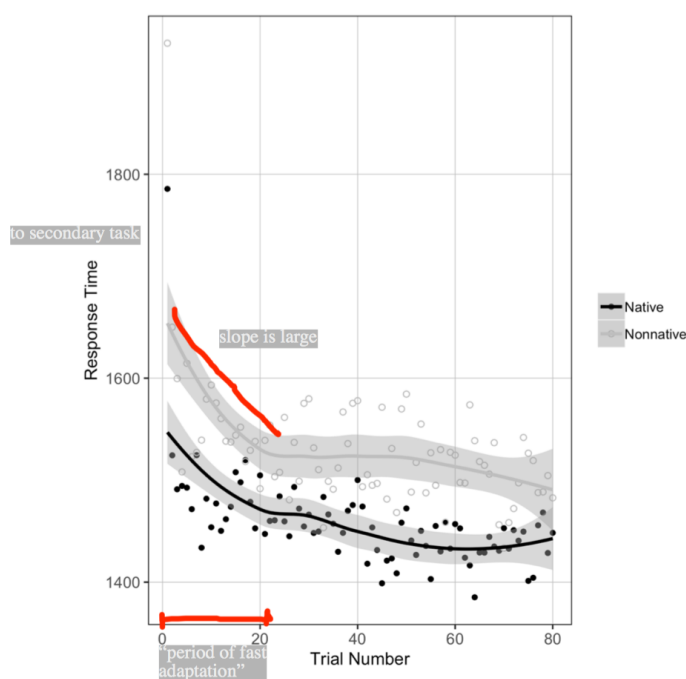 1800
to secondary task
Response Time
slope is large
Native
Nonnative
1600
1400
0 20 40 60 80
"period of fast
adaptation"
Trial Number